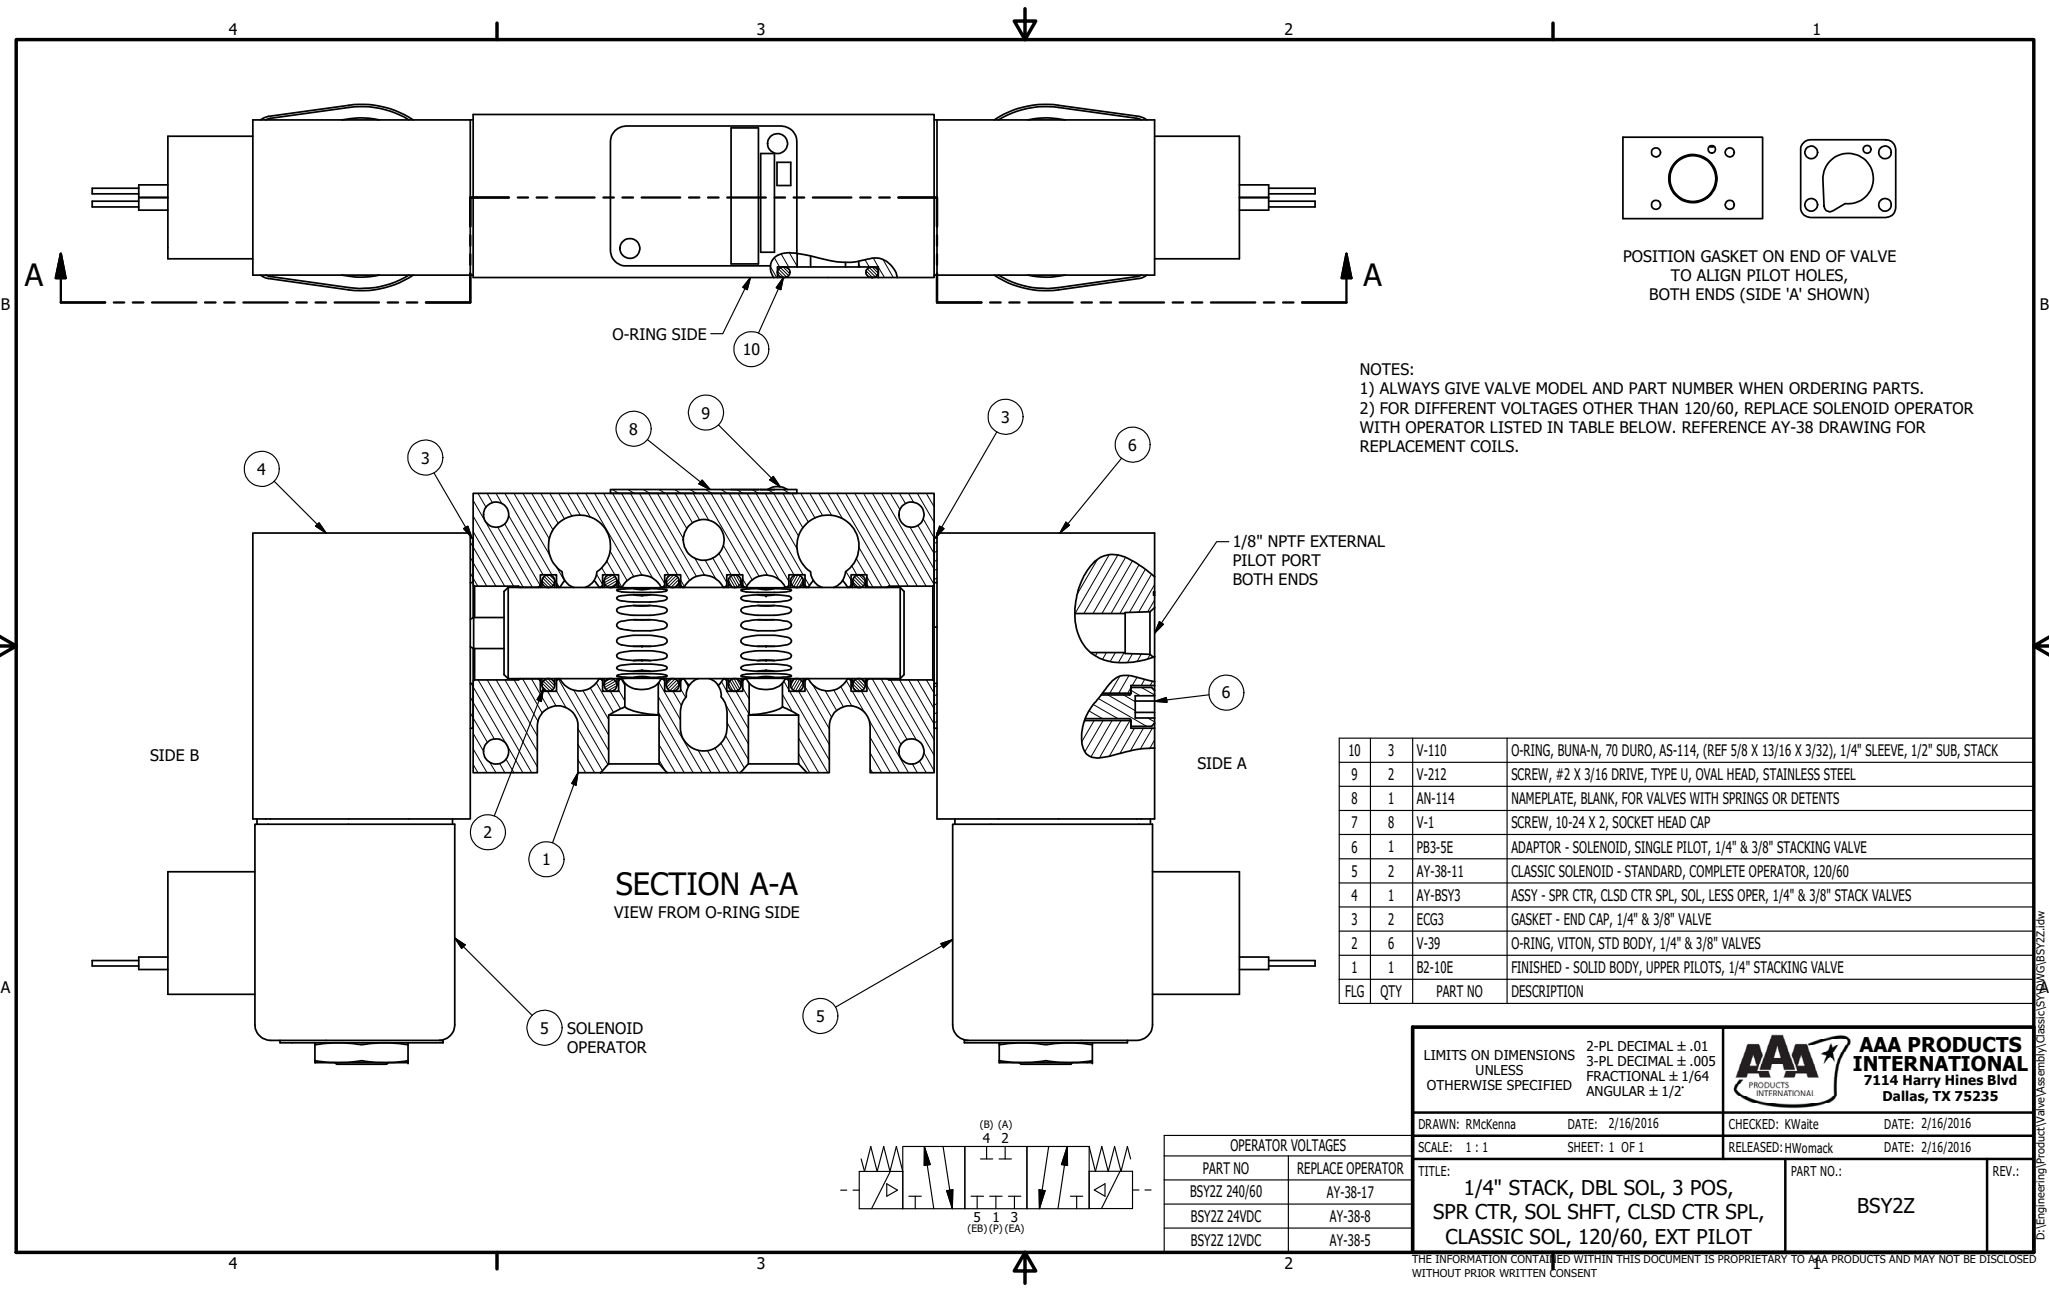 4 3 2 1
B
B
A
A
O-RING SIDE
10
POSITION GASKET ON END OF VALVE
TO ALIGN PILOT HOLES,
BOTH ENDS (SIDE 'A' SHOWN)
NOTES:
1) ALWAYS GIVE VALVE MODEL AND PART NUMBER WHEN ORDERING PARTS.
2) FOR DIFFERENT VOLTAGES OTHER THAN 120/60, REPLACE SOLENOID OPERATOR
WITH OPERATOR LISTED IN TABLE BELOW. REFERENCE AY-38 DRAWING FOR
REPLACEMENT COILS.
4
3
8
9
3
6
1/8" NPTF EXTERNAL
PILOT PORT
BOTH ENDS
6
SIDE B
SIDE A
2
1
SECTION A-A
VIEW FROM O-RING SIDE
5 SOLENOID
OPERATOR
5
10 3 V-110 O-RING, BUNA-N, 70 DURO, AS-114, (REF 5/8 X 13/16 X 3/32), 1/4" SLEEVE, 1/2" SUB, STACK
9 2 V-212 SCREW, #2 X 3/16 DRIVE, TYPE U, OVAL HEAD, STAINLESS STEEL
8 1 AN-114 NAMEPLATE, BLANK, FOR VALVES WITH SPRINGS OR DETENTS
7 8 V-1 SCREW, 10-24 X 2, SOCKET HEAD CAP
6 1 PB3-5E ADAPTOR - SOLENOID, SINGLE PILOT, 1/4" & 3/8" STACKING VALVE
5 2 AY-38-11 CLASSIC SOLENOID - STANDARD, COMPLETE OPERATOR, 120/60
4 1 AY-BSY3 ASSY - SPR CTR, CLSD CTR SPL, SOL, LESS OPER, 1/4" & 3/8" STACK VALVES
3 2 ECG3 GASKET - END CAP, 1/4" & 3/8" VALVE
2 6 V-39 O-RING, VITON, STD BODY, 1/4" & 3/8" VALVES
1 1 B2-10E FINISHED - SOLID BODY, UPPER PILOTS, 1/4" STACKING VALVE
FLG QTY PART NO DESCRIPTION
A
A
(B) (A)
4 2
5 1 3
(EB) (P) (EA)
OPERATOR VOLTAGES
PART NO REPLACE OPERATOR
BSY2Z 240/60 AY-38-17
BSY2Z 24VDC AY-38-8
BSY2Z 12VDC AY-38-5
LIMITS ON DIMENSIONS
UNLESS
OTHERWISE SPECIFIED
2-PL DECIMAL ± .01
3-PL DECIMAL ± .005
FRACTIONAL ± 1/64
ANGULAR ± 1/2°
AAA
PRODUCTS
INTERNATIONAL
AAA PRODUCTS
INTERNATIONAL
7114 Harry Hines Blvd
Dallas, TX 75235
DRAWN: RMcKenna DATE: 2/16/2016 CHECKED: KWaite DATE: 2/16/2016
SCALE: 1 : 1 SHEET: 1 OF 1 RELEASED: HWomack DATE: 2/16/2016
TITLE:
1/4" STACK, DBL SOL, 3 POS,
SPR CTR, SOL SHFT, CLSD CTR SPL,
CLASSIC SOL, 120/60, EXT PILOT
PART NO.:
BSY2Z
REV.:
D:\Engineering\Product\Valve\Assembly\Classic\SY\DWG\BSY2Z.idw
4 3 2 1
THE INFORMATION CONTAINED WITHIN THIS DOCUMENT IS PROPRIETARY TO AAA PRODUCTS AND MAY NOT BE DISCLOSED
WITHOUT PRIOR WRITTEN CONSENT